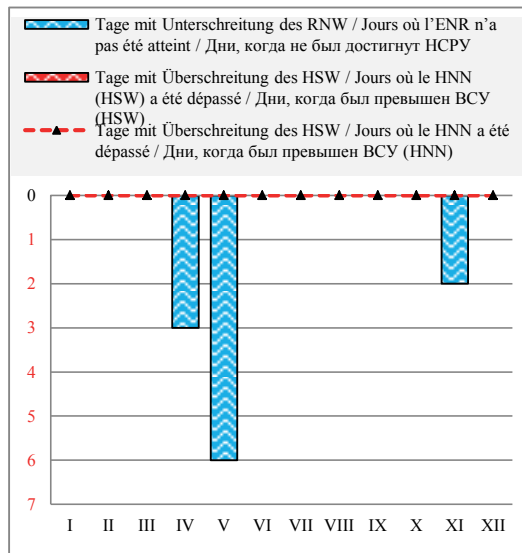 Tage mit Unterschreitung des RNW / Jours où l'ENR n'a
pas été atteint / Дни, когда не был достигнут НСРУ
Tage mit Überschreitung des HSW / Jours où le HNN
(HSW) a été dépassé / Дни, когда был превышен ВСУ
(HSW)
Tage mit Überschreitung des HSW / Jours où le HNN a été
dépassé / Дни, когда был превышен ВСУ (HNN)
0
1
2
3
4
5
6
7
I II III IV V VI VII VIII IX X XI XII